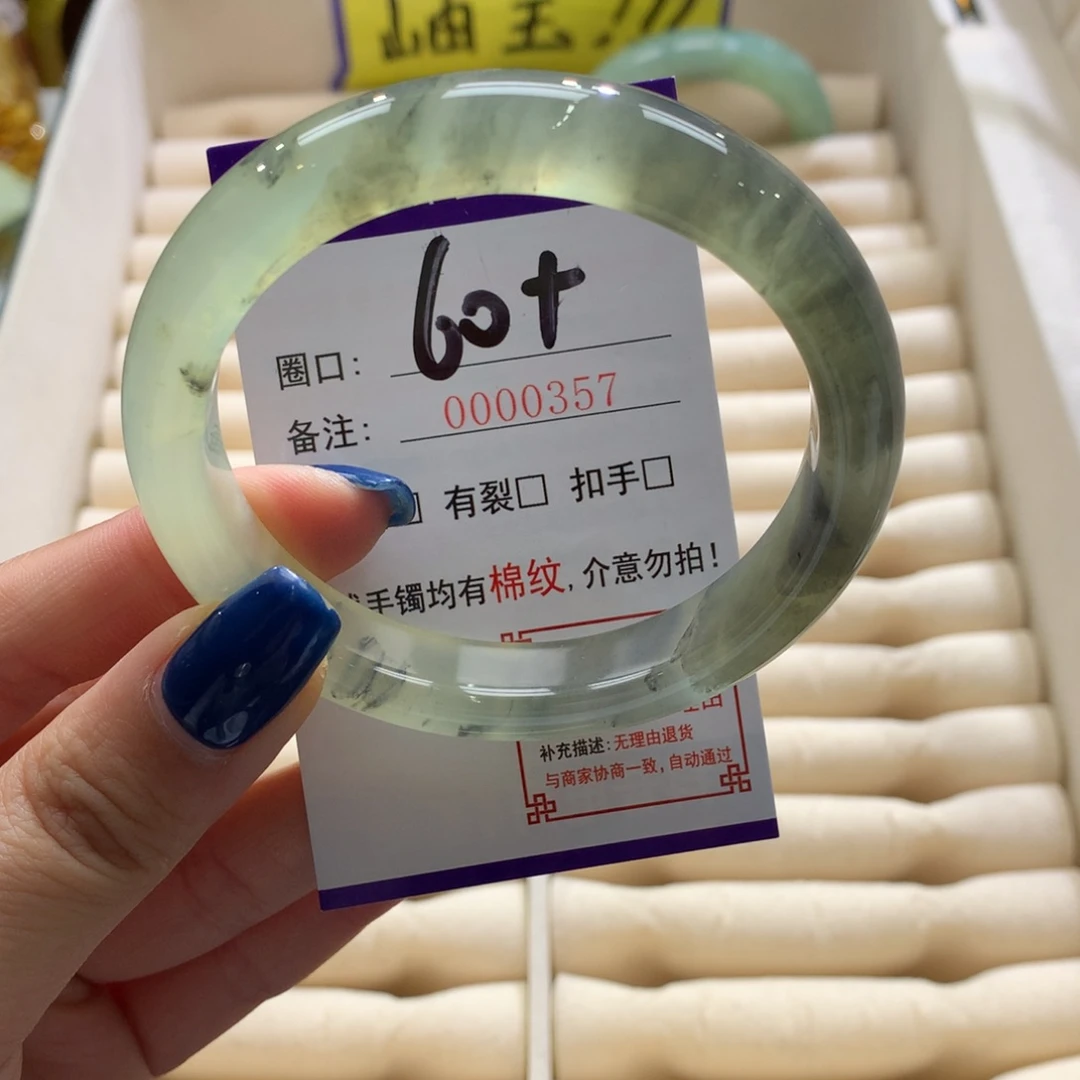 岫玉!!!
圈口: 60+
备注: 0000357
有裂□ 扣手□
手镯均有棉纹, 介意勿拍!
补充描述: 无理由退货
与商家协商一致, 自动通过